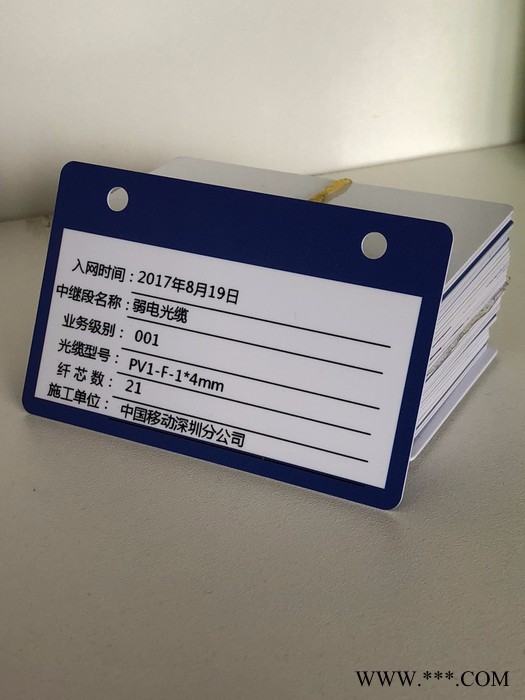 入网时间：2017年8月19日
中继段名称：弱电光缆
业务级别：001
光缆型号：PV1-F-1*4mm
纤芯数：21
施工单位：中国移动深圳分公司
WWW.***.COM